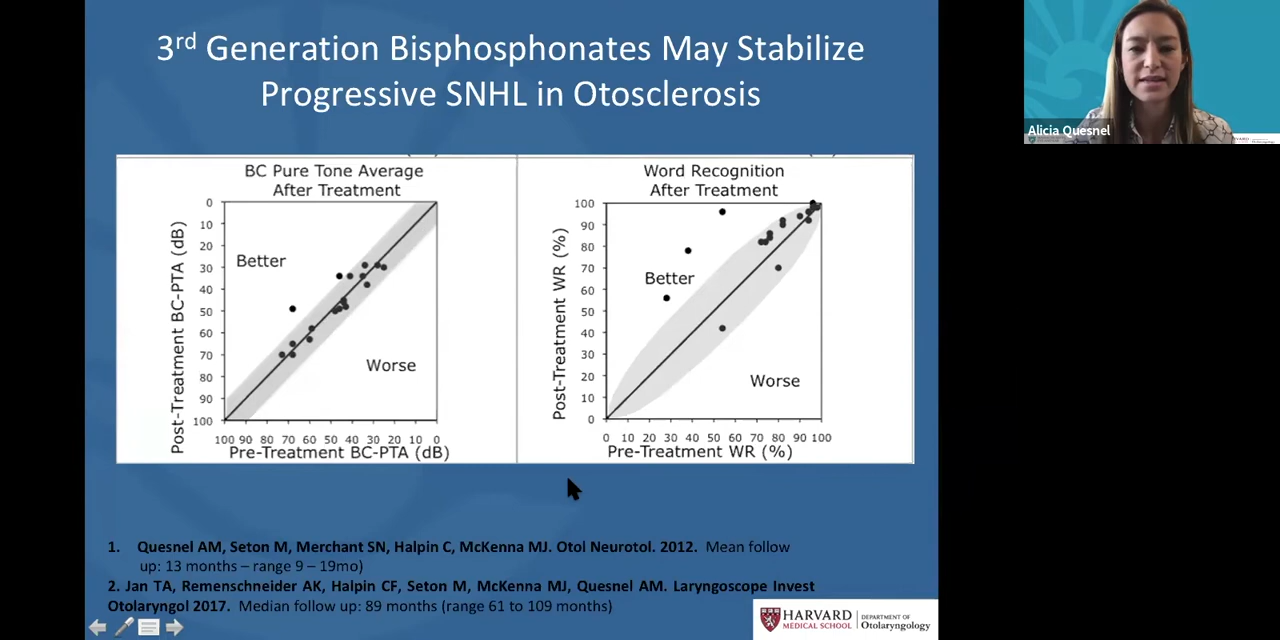 3rd Generation Bisphosphonates May Stabilize
Progressive SNHL in Otosclerosis
Alicia Quesnel
BC Pure Tone Average
After Treatment
Post-Treatment BC-PTA (dB)
0
10
20
30
40
50
60
70
80
90
100
Better
Worse
100 90 80 70 60 50 40 30 20 10 0
Pre-Treatment BC-PTA (dB)
Word Recognition
After Treatment
Post-Treatment WR (%)
100
90
80
70
60
50
40
30
20
10
0
Better
Worse
0 10 20 30 40 50 60 70 80 90 100
Pre-Treatment WR (%)
1. Quesnel AM, Seton M, Merchant SN, Halpin C, McKenna MJ. Otol Neurotol. 2012. Mean follow
up: 13 months – range 9 – 19mo)
2. Jan TA, Remenschneider AK, Halpin CF, Seton M, McKenna MJ, Quesnel AM. Laryngoscope Invest
Otolaryngol 2017. Median follow up: 89 months (range 61 to 109 months)
HARVARD
MEDICAL SCHOOL
DEPARTMENT OF
Otolaryngology